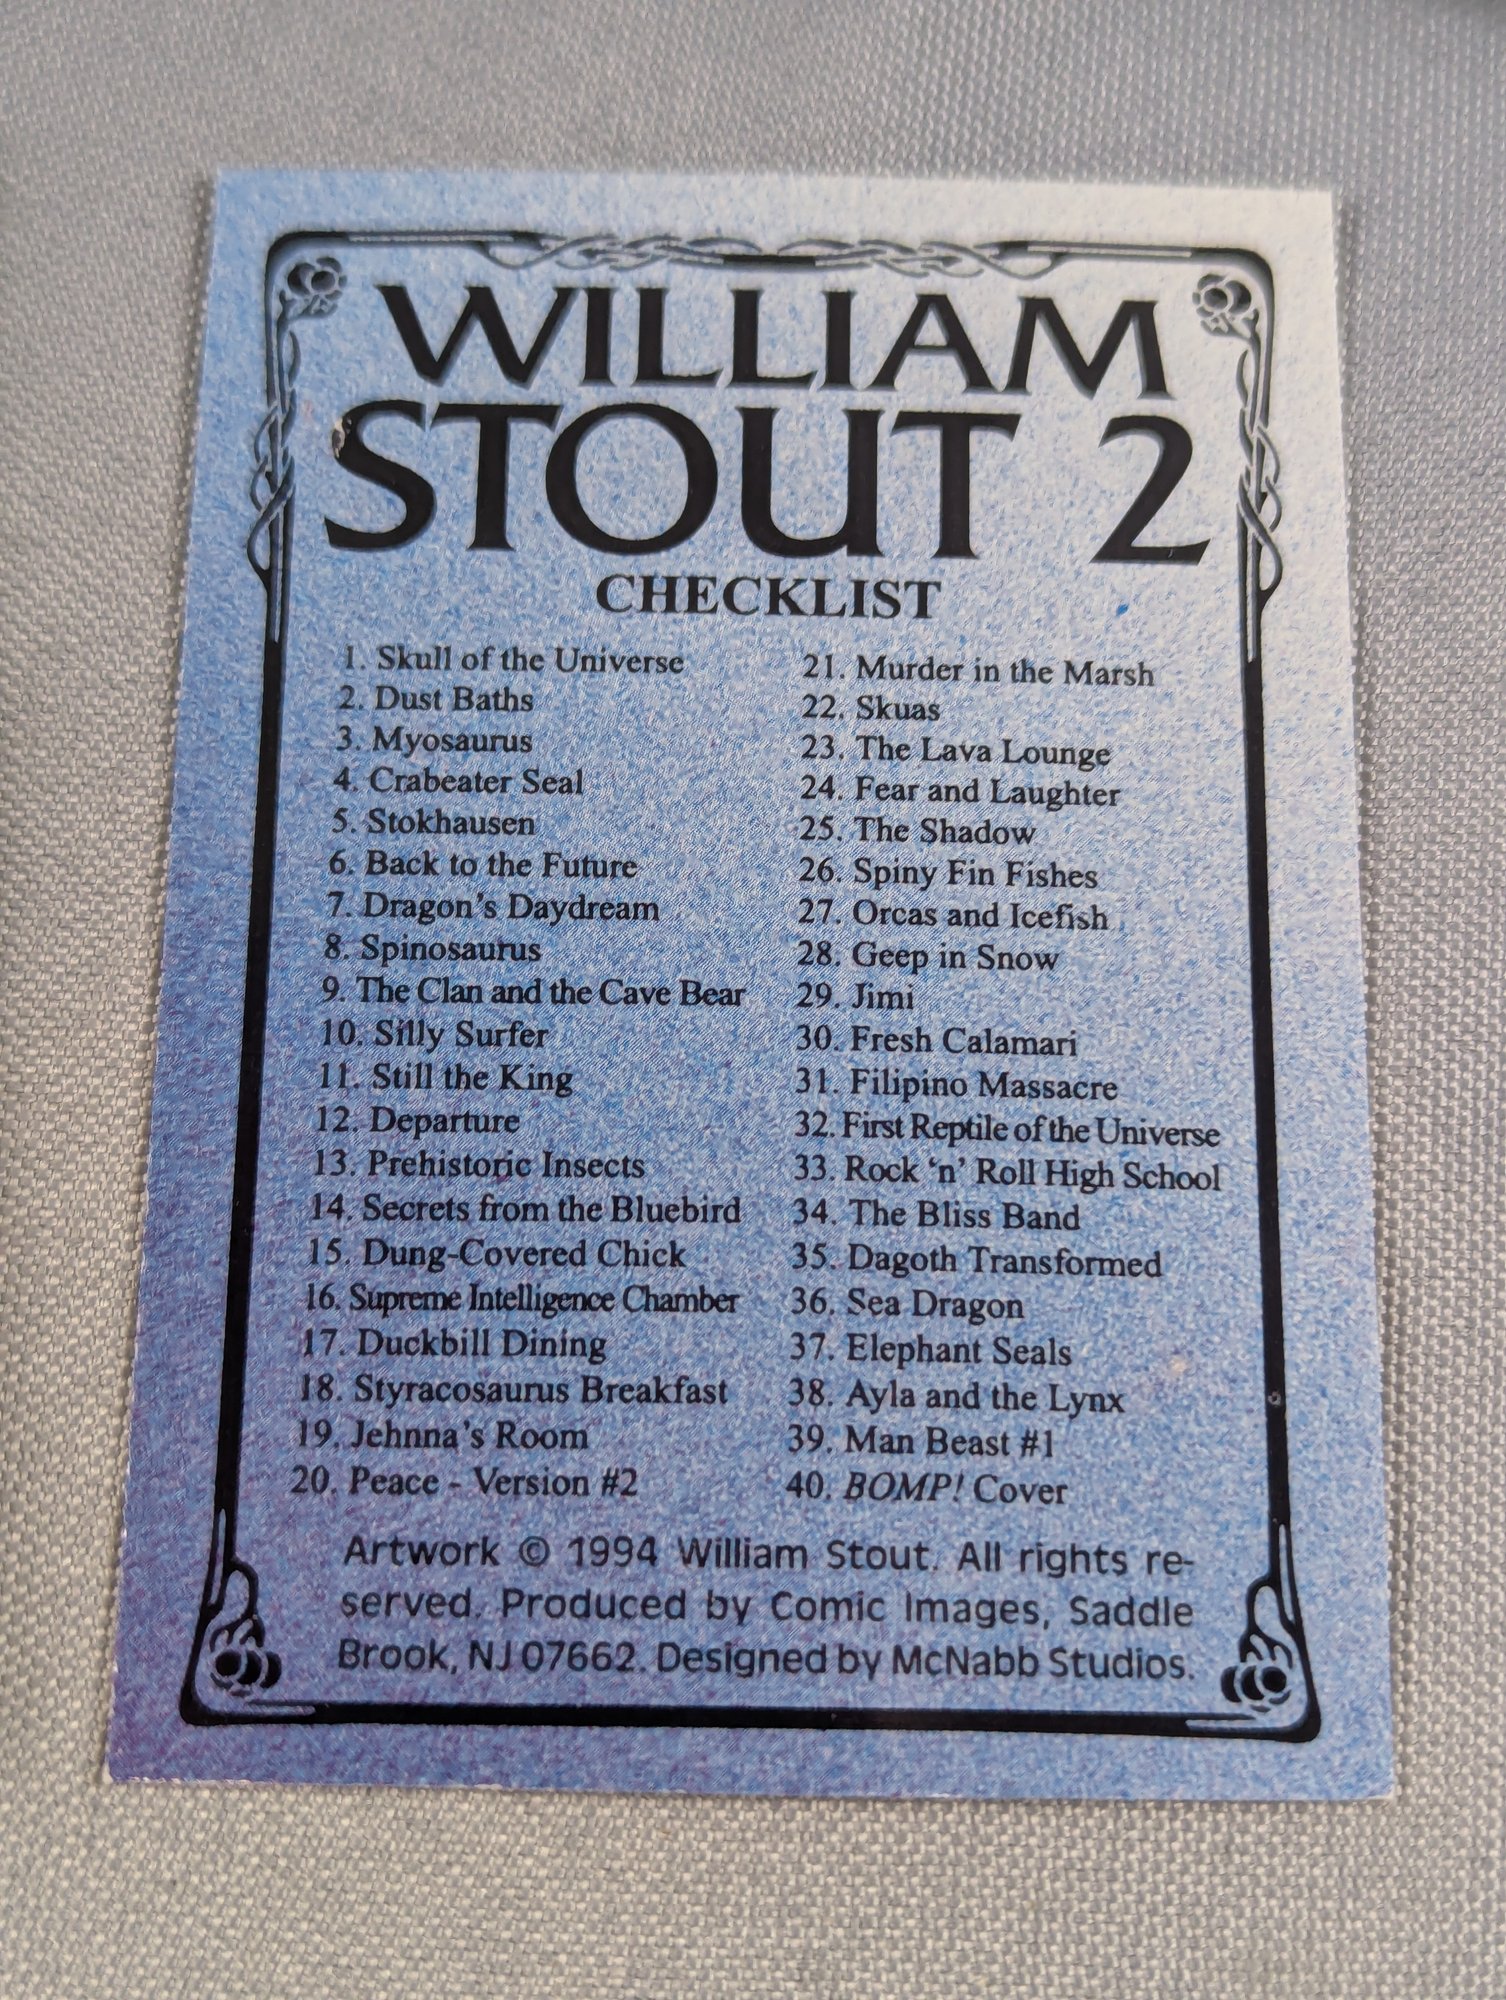 WILLIAM
STOUT 2
CHECKLIST
1. Skull of the Universe
2. Dust Baths
3. Myosaurus
4. Crabeater Seal
5. Stokhausen
6. Back to the Future
7. Dragon's Daydream
8. Spinosaurus
9. The Clan and the Cave Bear
10. Silly Surfer
11. Still the King
12. Departure
13. Prehistoric Insects
14. Secrets from the Bluebird
15. Dung-Covered Chick
16. Supreme Intelligence Chamber
17. Duckbill Dining
18. Styracosaurus Breakfast
19. Jehnna's Room
20. Peace - Version #2
21. Murder in the Marsh
22. Skuas
23. The Lava Lounge
24. Fear and Laughter
25. The Shadow
26. Spiny Fin Fishes
27. Orcas and Icefish
28. Geep in Snow
29. Jimi
30. Fresh Calamari
31. Filipino Massacre
32. First Reptile of the Universe
33. Rock 'n' Roll High School
34. The Bliss Band
35. Dagoth Transformed
36. Sea Dragon
37. Elephant Seals
38. Ayla and the Lynx
39. Man Beast #1
40. BOMP! Cover
Artwork © 1994 William Stout. All rights re-
served. Produced by Comic Images, Saddle
Brook, NJ 07662. Designed by McNabb Studios.